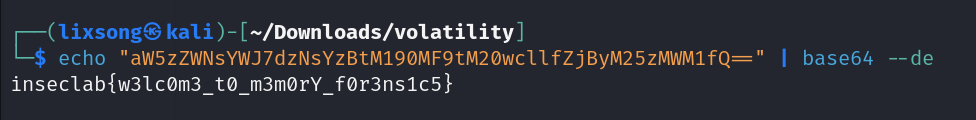 ┌──(lixsong㉿kali)-[~/Downloads/volatility]
└─$ echo "aW5zZWNsYWJ7dzNsYzBtM190MF9tM20wcllfZjByM25zMWM1fQ==" | base64 --de
inseclab{w3lc0m3_t0_m3m0rY_f0r3ns1c5}